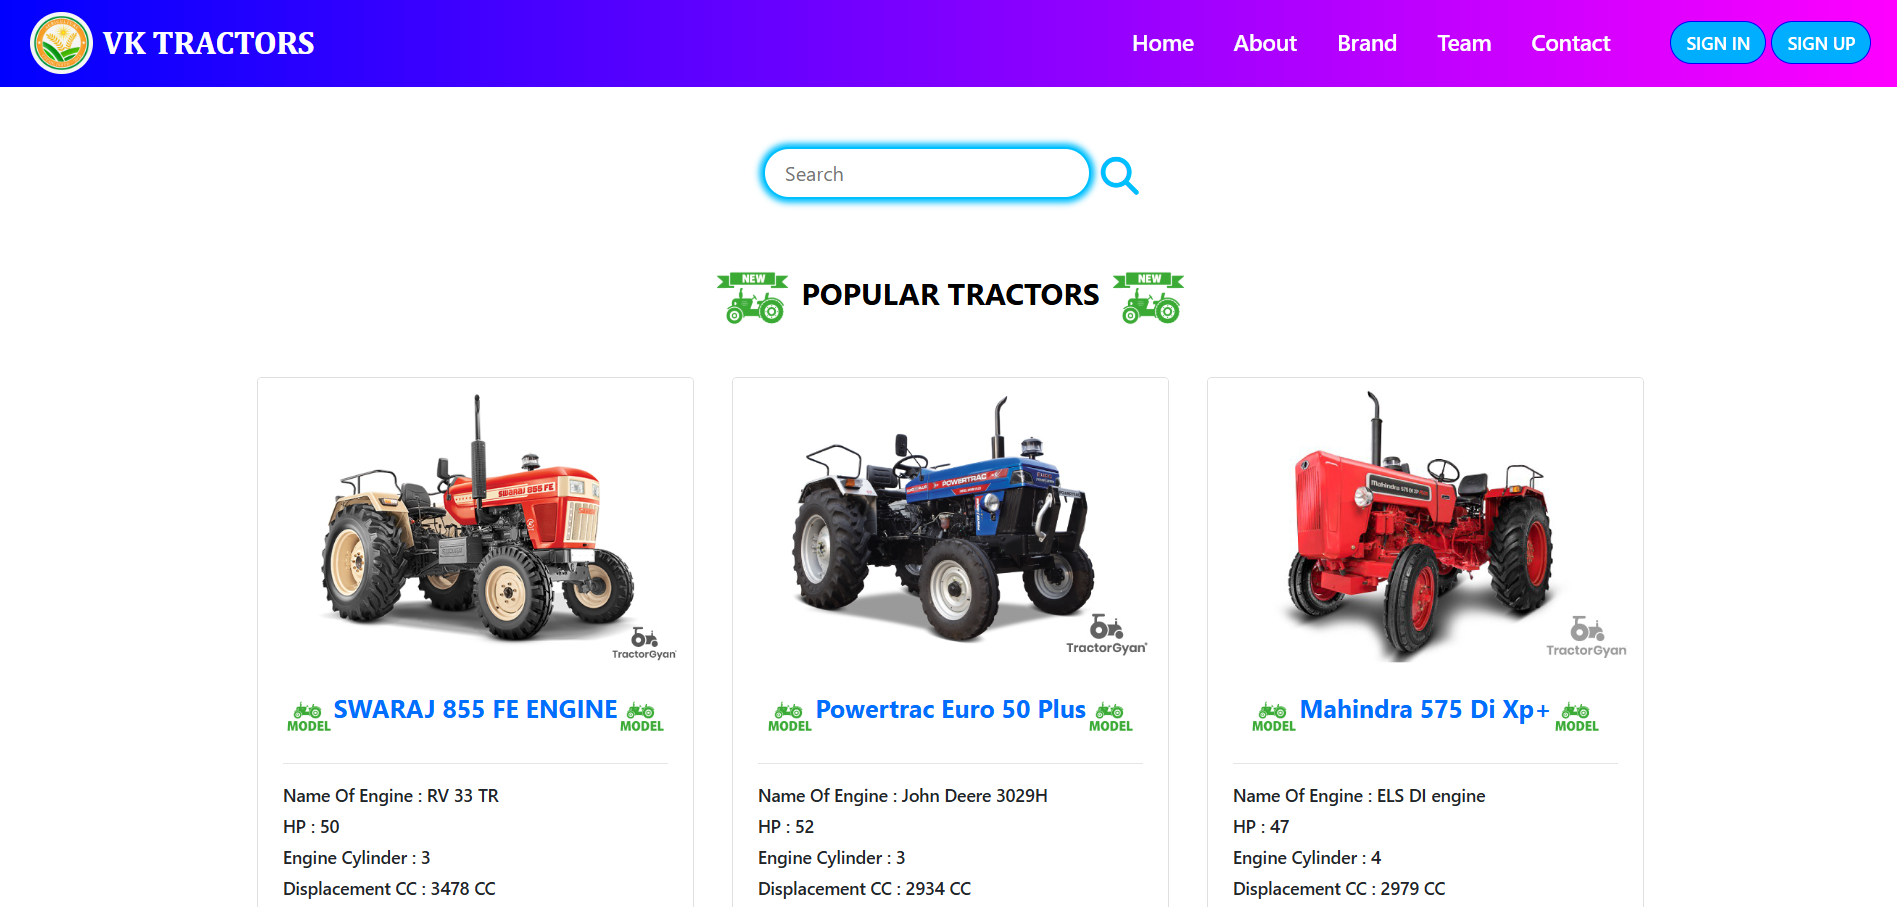 VK TRACTORS
Home About Brand Team Contact SIGN IN SIGN UP
Search
NEW POPULAR TRACTORS NEW
SWARAJ 855 FE
POWERTRAC
Mahindra 575 DI XP
TractorGyan
TractorGyan
TractorGyan
MODEL SWARAJ 855 FE ENGINE MODEL
Name Of Engine : RV 33 TR
HP : 50
Engine Cylinder : 3
Displacement CC : 3478 CC
MODEL Powertrac Euro 50 Plus MODEL
Name Of Engine : John Deere 3029H
HP : 52
Engine Cylinder : 3
Displacement CC : 2934 CC
MODEL Mahindra 575 Di Xp+ MODEL
Name Of Engine : ELS DI engine
HP : 47
Engine Cylinder : 4
Displacement CC : 2979 CC